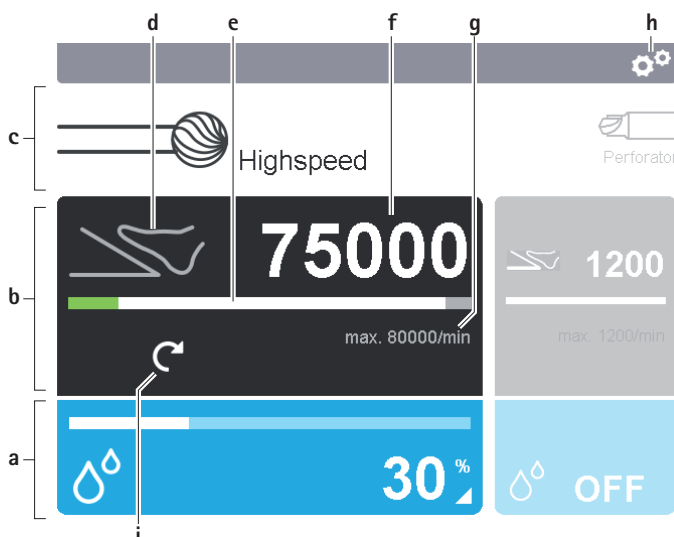 d e f g h
c
Highspeed
Perforator
b
75000
1200
max. 80000/min
max. 1200/min
a
30 %
OFF
i